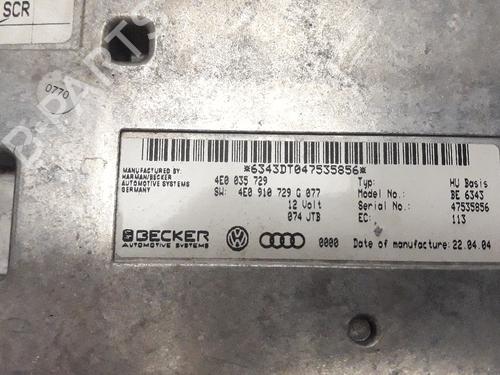 SCR
0770
*6343DT047535856*
MANUFACTURED BY:
HARMAN/BECKER
AUTOMOTIVE SYSTEMS
GERMANY
4E0 035 729
SW: 4E0 910 729 G 077
12 Volt
074 JTB
Typ: HU Basis
Model No.: BE 6343
Serial No.: 47535856
EC: 113
BECKER
AUTOMOTIVE SYSTEMS
0000 Date of manufacture: 22.04.04
B-PARTS